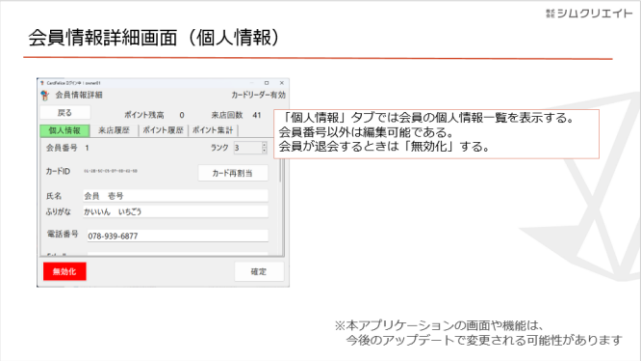 株式会社シムクリエイト
会員情報詳細画面（個人情報）
会員情報詳細
カードリーダー有効
戻る
ポイント残高 0 来店回数 41
個人情報 来店履歴 ポイント履歴 ポイント集計
会員番号 1 ランク 3
カードID カード再割当
氏名 会員 壱号
ふりがな かいいん いちごう
電話番号 078-939-6877
無効化 確定
「個人情報」タブでは会員の個人情報一覧を表示する。
会員番号以外は編集可能である。
会員が退会するときは「無効化」する。
※本アプリケーションの画面や機能は、
今後のアップデートで変更される可能性があります